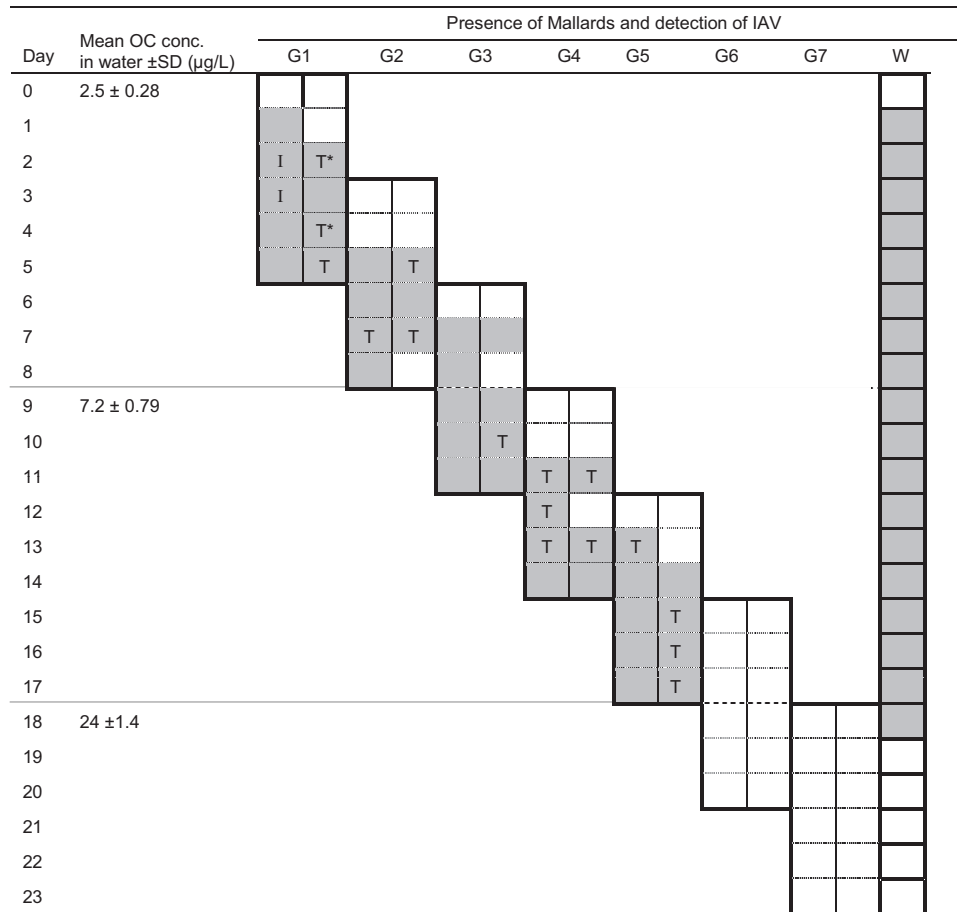 Presence of Mallards and detection of IAV
Mean OC conc.
Day in water ±SD (µg/L) G1 G2 G3 G4 G5 G6 G7 W
0 2.5 ± 0.28
1
2 I T*
3 I
4 T*
5 T T
6
7 T T
8
9 7.2 ± 0.79
10 T
11 T T
12 T
13 T T T
14
15 T
16 T
17 T
18 24 ±1.4
19
20
21
22
23